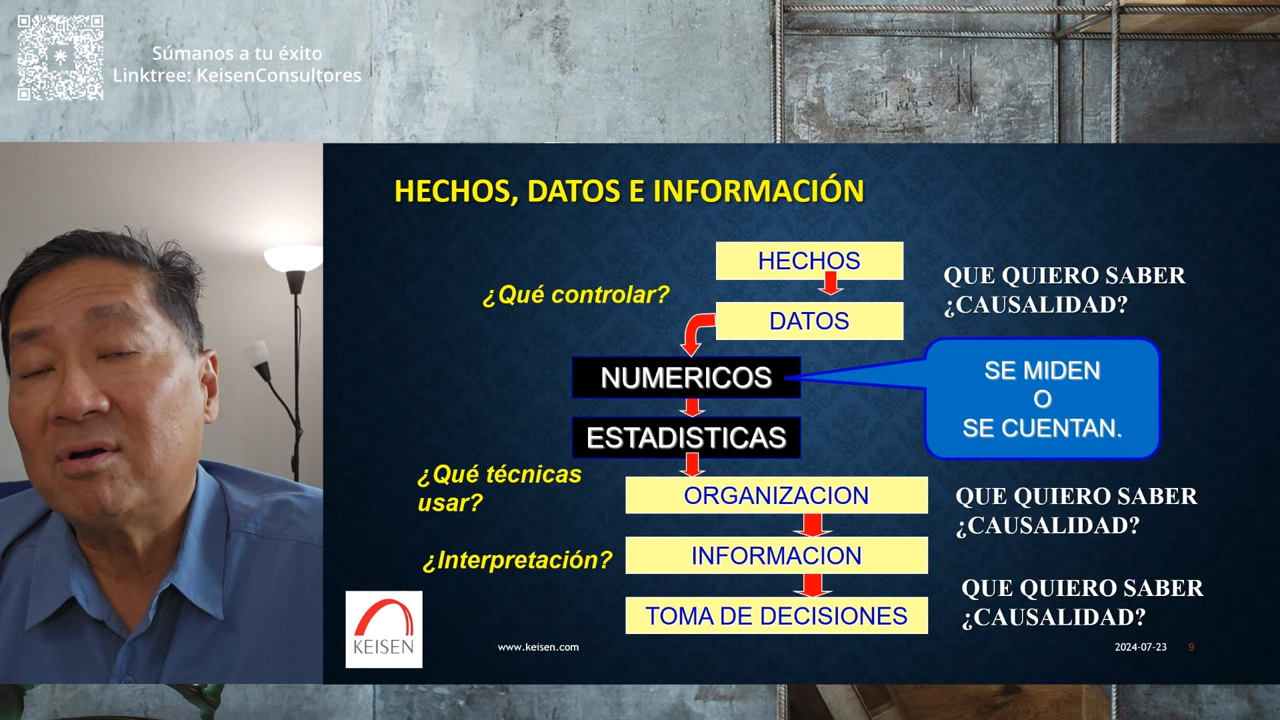 Súmanos a tu éxito
Linktree: KeisenConsultores
HECHOS, DATOS E INFORMACIÓN
HECHOS
QUE QUIERO SABER
¿CAUSALIDAD?
¿Qué controlar?
DATOS
NUMERICOS
SE MIDEN
O
SE CUENTAN.
ESTADISTICAS
¿Qué técnicas
usar?
ORGANIZACION
QUE QUIERO SABER
¿CAUSALIDAD?
¿Interpretación?
INFORMACION
QUE QUIERO SABER
¿CAUSALIDAD?
TOMA DE DECISIONES
KEISEN
www.keisen.com
2024-07-23
9